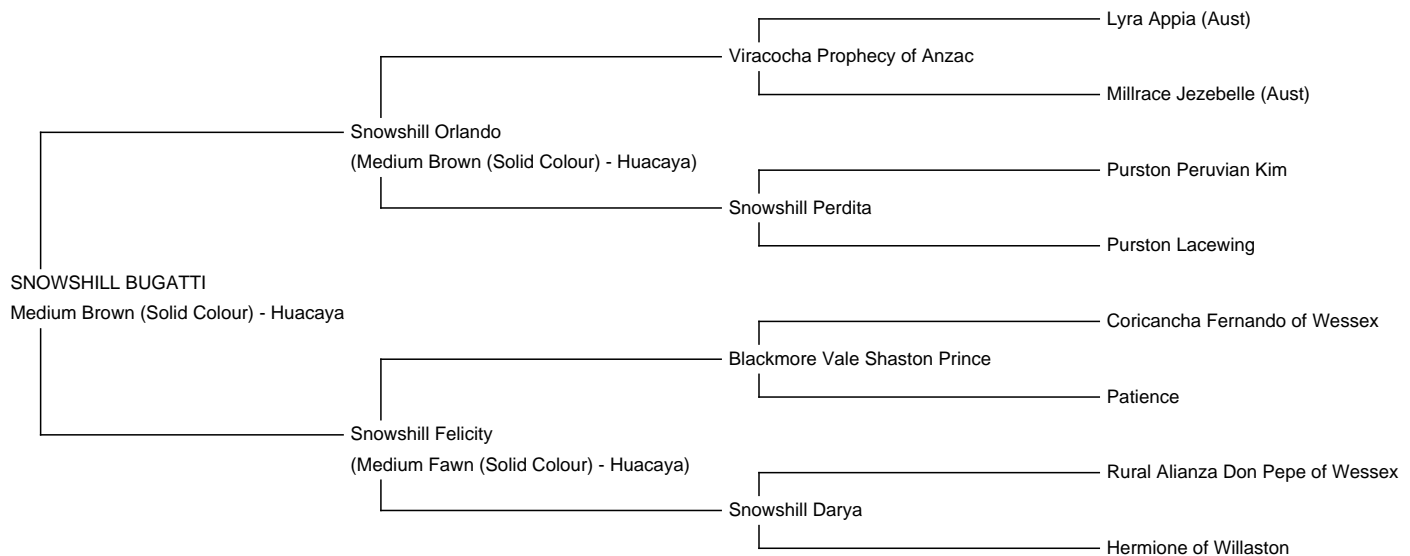 Lyra Appia (Aust)
Viracocha Prophecy of Anzac
Millrace Jezebelle (Aust)
Snowshill Orlando
(Medium Brown (Solid Colour) - Huacaya)
Purston Peruvian Kim
Snowshill Perdita
Purston Lacewing
SNOWSHILL BUGATTI
Medium Brown (Solid Colour) - Huacaya
Coricancha Fernando of Wessex
Blackmore Vale Shaston Prince
Patience
Snowshill Felicity
(Medium Fawn (Solid Colour) - Huacaya)
Rural Alianza Don Pepe of Wessex
Snowshill Darya
Hermione of Willaston